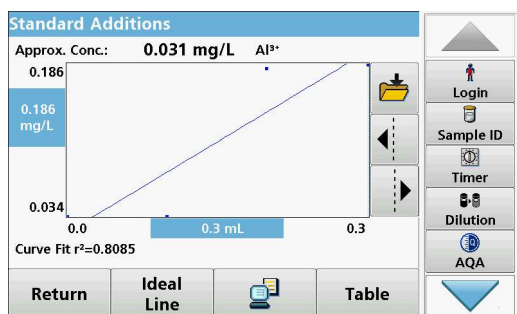 Standard Additions
Approx. Conc.: 0.031 mg/L Al³⁺
0.186
0.186
mg/L
0.034
0.0 0.3 mL 0.3
Curve Fit r²=0.8085
Return
Ideal
Line
Table
Login
Sample ID
Timer
Dilution
AQA